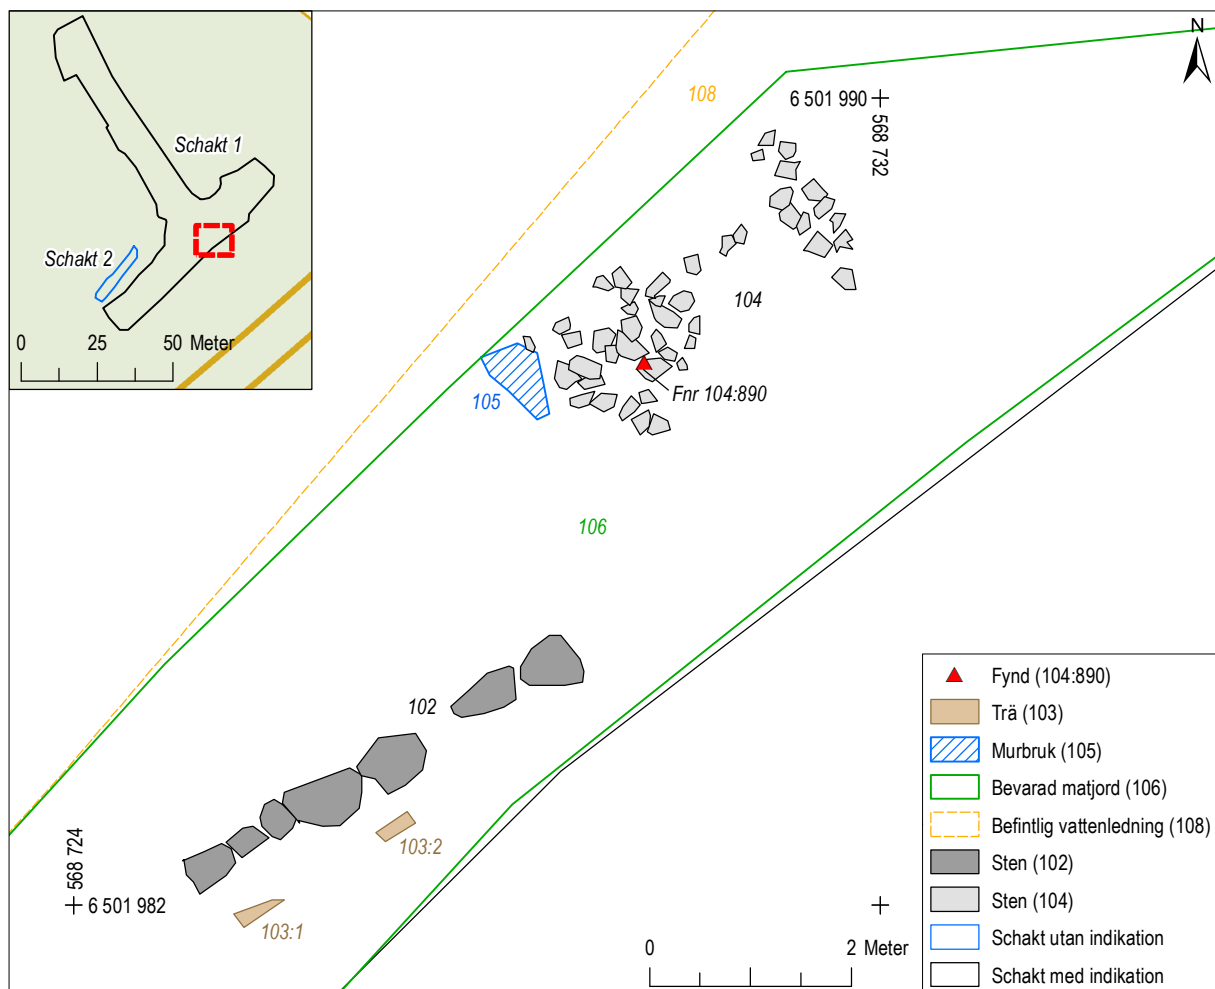 Schakt 1
Schakt 2
0 25 50 Meter
108
N
6 501 990
568 732
104
105
Fnr 104:890
106
102
103:2
103:1
568 724
6 501 982
0 2 Meter
Fynd (104:890)
Trä (103)
Murbruk (105)
Bevarad matjord (106)
Befintlig vattenledning (108)
Sten (102)
Sten (104)
Schakt utan indikation
Schakt med indikation